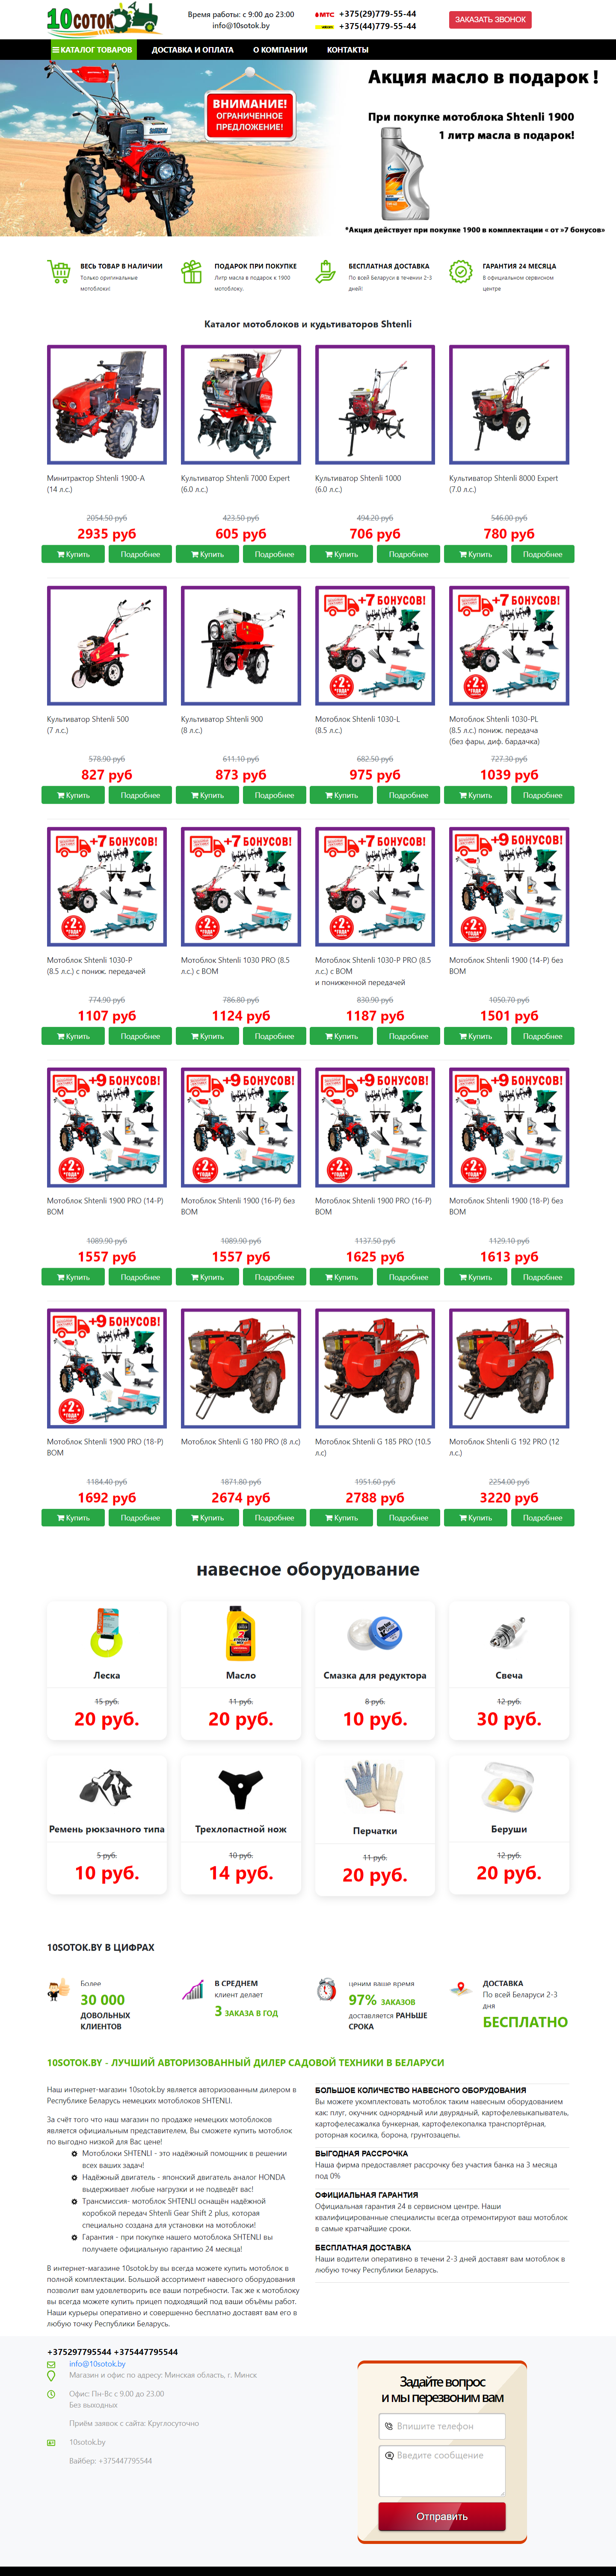 10СОТОК
Время работы: с 9:00 до 23:00
info@10sotok.by
МТС +375(29)779-55-44
+375(44)779-55-44
ЗАКАЗАТЬ ЗВОНОК
КАТАЛОГ ТОВАРОВ
ДОСТАВКА И ОПЛАТА
О КОМПАНИИ
КОНТАКТЫ
ВНИМАНИЕ!
ОГРАНИЧЕННОЕ
ПРЕДЛОЖЕНИЕ!
Акция масло в подарок !
При покупке мотоблока Shtenli 1900
1 литр масла в подарок!
*Акция действует при покупке 1900 в комплектации « от »7 бонусов»
ВЕСЬ ТОВАР В НАЛИЧИИ
Только оригинальные
мотоблоки!
ПОДАРОК ПРИ ПОКУПКЕ
Литр масла в подарок к 1900
мотоблоку.
БЕСПЛАТНАЯ ДОСТАВКА
По всей Беларуси в течении 2-3
дней!
ГАРАНТИЯ 24 МЕСЯЦА
В официальном сервисном
центре
Каталог мотоблоков и кудьтиваторов Shtenli
Минитрактор Shtenli 1900-A
(14 л.с.)
2054.50 руб
2935 руб
Купить
Подробнее
Культиватор Shtenli 7000 Expert
(6.0 л.с.)
423.50 руб
605 руб
Купить
Подробнее
Культиватор Shtenli 1000
(6.0 л.с.)
494.20 руб
706 руб
Купить
Подробнее
Культиватор Shtenli 8000 Expert
(7.0 л.с.)
546.00 руб
780 руб
Купить
Подробнее
Культиватор Shtenli 500
(7 л.с.)
578.90 руб
827 руб
Купить
Подробнее
Культиватор Shtenli 900
(8 л.с.)
611.10 руб
873 руб
Купить
Подробнее
+7 БОНУСОВ!
Мотоблок Shtenli 1030-L
(8.5 л.с.)
682.50 руб
975 руб
Купить
Подробнее
+7 БОНУСОВ!
Мотоблок Shtenli 1030-PL
(8.5 л.с.) пониж. передача
(без фары, диф. бардачка)
727.30 руб
1039 руб
Купить
Подробнее
+7 БОНУСОВ!
Мотоблок Shtenli 1030-P
(8.5 л.с.) с пониж. передачей
774.90 руб
1107 руб
Купить
Подробнее
+7 БОНУСОВ!
Мотоблок Shtenli 1030 PRO (8.5
л.с.) с ВОМ
786.80 руб
1124 руб
Купить
Подробнее
+7 БОНУСОВ!
Мотоблок Shtenli 1030-P PRO (8.5
л.с.) с ВОМ
и пониженной передачей
830.90 руб
1187 руб
Купить
Подробнее
+9 БОНУСОВ!
Мотоблок Shtenli 1900 (14-P) без
ВОМ
1050.70 руб
1501 руб
Купить
Подробнее
+9 БОНУСОВ!
Мотоблок Shtenli 1900 PRO (14-P)
ВОМ
1089.90 руб
1557 руб
Купить
Подробнее
+9 БОНУСОВ!
Мотоблок Shtenli 1900 (16-P) без
ВОМ
1089.90 руб
1557 руб
Купить
Подробнее
+9 БОНУСОВ!
Мотоблок Shtenli 1900 PRO (16-P)
ВОМ
1137.50 руб
1625 руб
Купить
Подробнее
+9 БОНУСОВ!
Мотоблок Shtenli 1900 (18-P) без
ВОМ
1129.10 руб
1613 руб
Купить
Подробнее
+9 БОНУСОВ!
Мотоблок Shtenli 1900 PRO (18-P)
ВОМ
1184.40 руб
1692 руб
Купить
Подробнее
Мотоблок Shtenli G 180 PRO (8 л.с)
1871.80 руб
2674 руб
Купить
Подробнее
Мотоблок Shtenli G 185 PRO (10.5
л.с)
1951.60 руб
2788 руб
Купить
Подробнее
Мотоблок Shtenli G 192 PRO (12
л.с.)
2254.00 руб
3220 руб
Купить
Подробнее
навесное оборудование
Леска
15 руб.
20 руб.
Масло
11 руб.
20 руб.
Смазка для редуктора
8 руб.
10 руб.
Свеча
12 руб.
30 руб.
Ремень рюкзачного типа
5 руб.
10 руб.
Трехлопастной нож
10 руб.
14 руб.
Перчатки
11 руб.
20 руб.
Беруши
12 руб.
20 руб.
10SOTOK.BY В ЦИФРАХ
Более
30 000
ДОВОЛЬНЫХ
КЛИЕНТОВ
В СРЕДНЕМ
клиент делает
3 ЗАКАЗА В ГОД
ценим ваше время
97% ЗАКАЗОВ
доставляется РАНЬШЕ
СРОКА
ДОСТАВКА
По всей Беларуси 2-3
дня
БЕСПЛАТНО
10SOTOK.BY - ЛУЧШИЙ АВТОРИЗОВАННЫЙ ДИЛЕР САДОВОЙ ТЕХНИКИ В БЕЛАРУСИ
Наш интернет-магазин 10sotok.by является авторизованным дилером в
Республике Беларусь немецких мотоблоков SHTENLI.
За счёт того что наш магазин по продаже немецких мотоблоков
является официальным представителем, Вы сможете купить мотоблок
по выгодно низкой для Вас цене!
Мотоблоки SHTENLI - это надёжный помощник в решении
всех ваших задач!
Надёжный двигатель - японский двигатель аналог HONDA
выдерживает любые нагрузки и не подведёт вас!
Трансмиссия- мотоблок SHTENLI оснащён надёжной
коробкой передач Shtenli Gear Shift 2 plus, которая
специально создана для установки на мотоблоки!
Гарантия - при покупке нашего мотоблока SHTENLI вы
получаете официальную гарантию 24 месяца!
В интернет-магазине 10sotok.by вы всегда можете купить мотоблок в
полной комплектации. Большой ассортимент навесного оборудования
позволит вам удовлетворить все ваши потребности. Так же к мотоблоку
вы всегда можете купить прицеп подходящий под ваши объёмы работ.
Наши курьеры оперативно и совершенно бесплатно доставят вам его в
любую точку Республики Беларусь.
БОЛЬШОЕ КОЛИЧЕСТВО НАВЕСНОГО ОБОРУДОВАНИЯ
Вы можете укомплектовать мотоблок таким навесным оборудованием
как: плуг, окучник однорядный или двурядный, картофелевыкапыватель,
картофелесажалка бункерная, картофелекопалка транспортёрная,
роторная косилка, борона, грунтозацепы.
ВЫГОДНАЯ РАССРОЧКА
Наша фирма предоставляет рассрочку без участия банка на 3 месяца
под 0%
ОФИЦИАЛЬНАЯ ГАРАНТИЯ
Официальная гарантия 24 в сервисном центре. Наши
квалифицированные специалисты всегда отремонтируют ваш мотоблок
в самые кратчайшие сроки.
БЕСПЛАТНАЯ ДОСТАВКА
Наши водители оперативно в течени 2-3 дней доставят вам мотоблок в
любую точку Республики Беларусь.
+375297795544 +375447795544
info@10sotok.by
Магазин и офис по адресу: Минская область, г. Минск
Офис: Пн-Вс с 9.00 до 23.00
Без выходных
Приём заявок с сайта: Круглосуточно
10sotok.by
Вайбер: +375447795544
Задайте вопрос
и мы перезвоним вам
Впишите телефон
Введите сообщение
Отправить